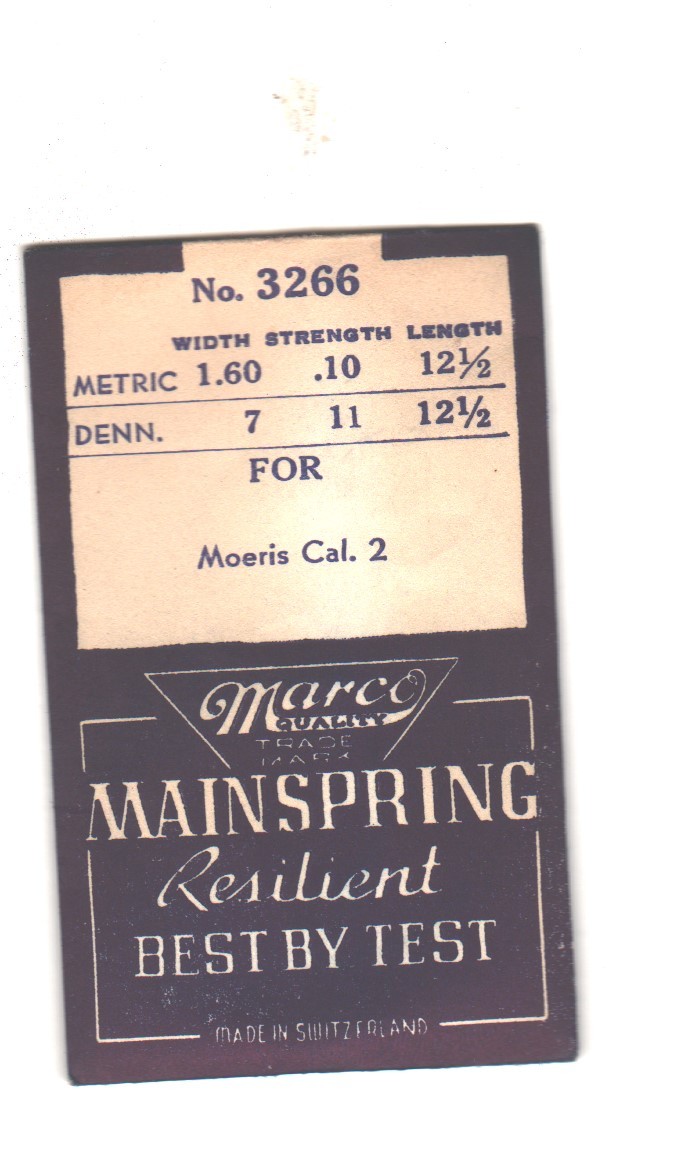 No. 3266
WIDTH STRENGTH LENGTH
METRIC 1.60 .10 12½
DENN. 7 11 12½
FOR
Moeris Cal. 2
Marco
QUALITY
TRADE
MARK
MAINSPRING
Resilient
BEST BY TEST
MADE IN SWITZERLAND